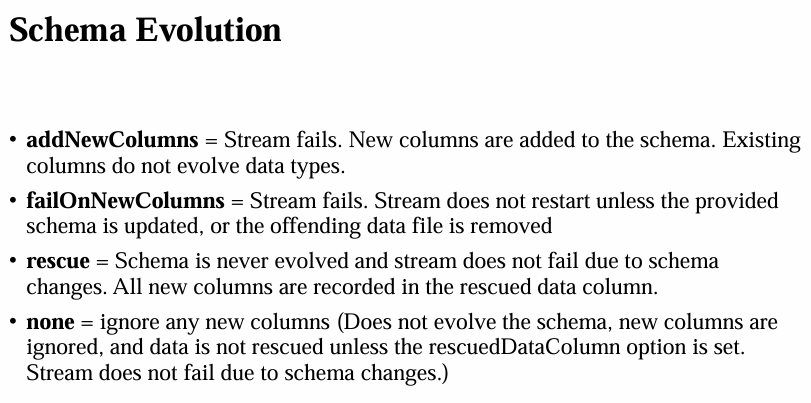 Schema Evolution
• addNewColumns = Stream fails. New columns are added to the schema. Existing
columns do not evolve data types.
• failOnNewColumns = Stream fails. Stream does not restart unless the provided
schema is updated, or the offending data file is removed
• rescue = Schema is never evolved and stream does not fail due to schema
changes. All new columns are recorded in the rescued data column.
• none = ignore any new columns (Does not evolve the schema, new columns are
ignored, and data is not rescued unless the rescuedDataColumn option is set.
Stream does not fail due to schema changes.)